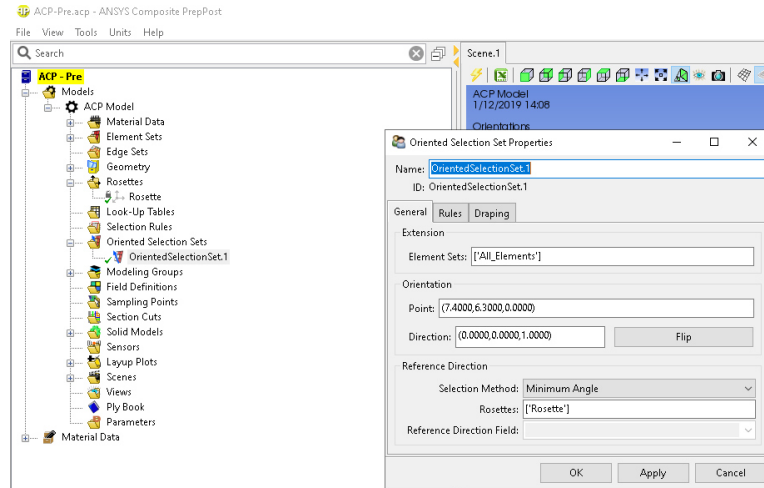 ACP-Pre.acp - ANSYS Composite PrepPost
File View Tools Units Help
Search
Scene.1
ACP - Pre
Models
ACP Model
Material Data
Element Sets
Edge Sets
Geometry
Rosettes
Rosette
Look-Up Tables
Selection Rules
Oriented Selection Sets
OrientedSelectionSet.1
Modeling Groups
Field Definitions
Sampling Points
Section Cuts
Solid Models
Sensors
Layup Plots
Scenes
Views
Ply Book
Parameters
Material Data
ACP Model
1/12/2019 14:08
Orientations
Oriented Selection Set Properties
Name: OrientedSelectionSet.1
ID: OrientedSelectionSet.1
General Rules Draping
Extension
Element Sets: ['All_Elements']
Orientation
Point: (7.4000,6.3000,0.0000)
Direction: (0.0000,0.0000,1.0000) Flip
Reference Direction
Selection Method: Minimum Angle
Rosettes: ['Rosette']
Reference Direction Field:
OK Apply Cancel